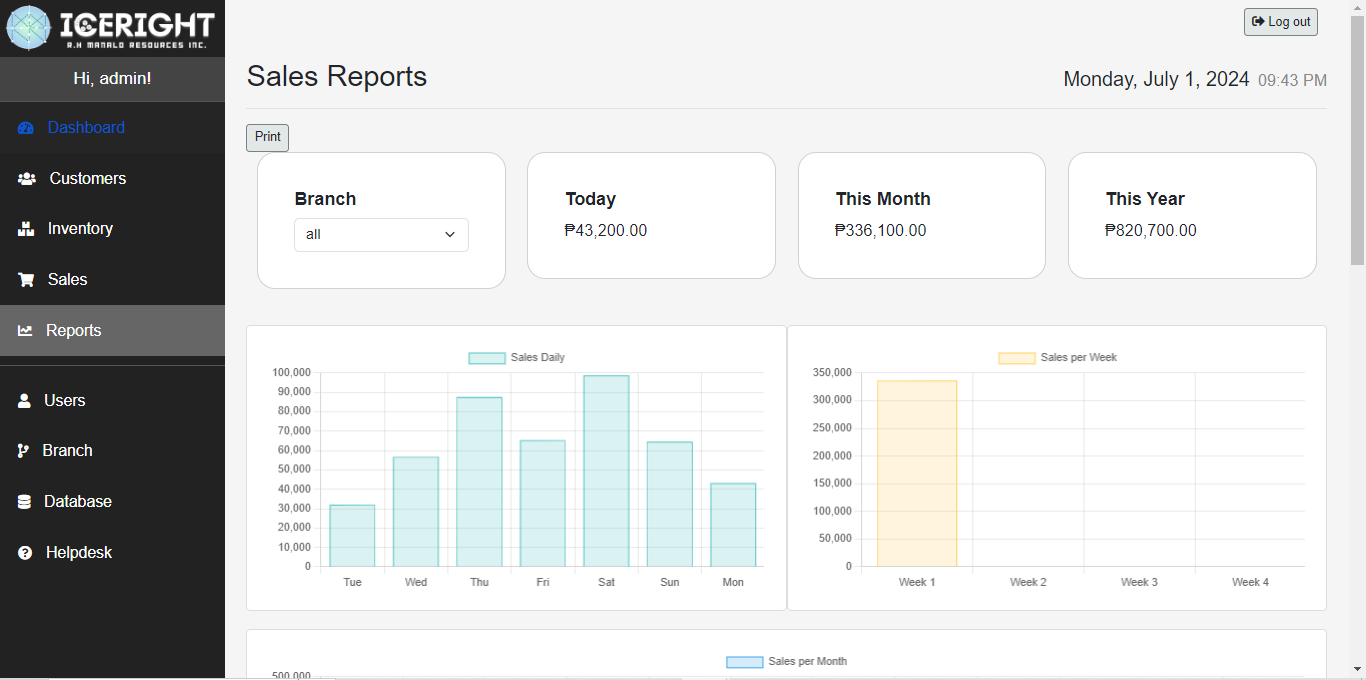 ICERIGHT
R.H MANALO RESOURCES INC.
Hi, admin!
Dashboard
Customers
Inventory
Sales
Reports
Users
Branch
Database
Helpdesk
Log out
Sales Reports
Monday, July 1, 2024 09:43 PM
Print
Branch
all
Today
₱43,200.00
This Month
₱336,100.00
This Year
₱820,700.00
Sales Daily
100,000
90,000
80,000
70,000
60,000
50,000
40,000
30,000
20,000
10,000
0
Tue Wed Thu Fri Sat Sun Mon
Sales per Week
350,000
300,000
250,000
200,000
150,000
100,000
50,000
0
Week 1 Week 2 Week 3 Week 4
Sales per Month
500,000